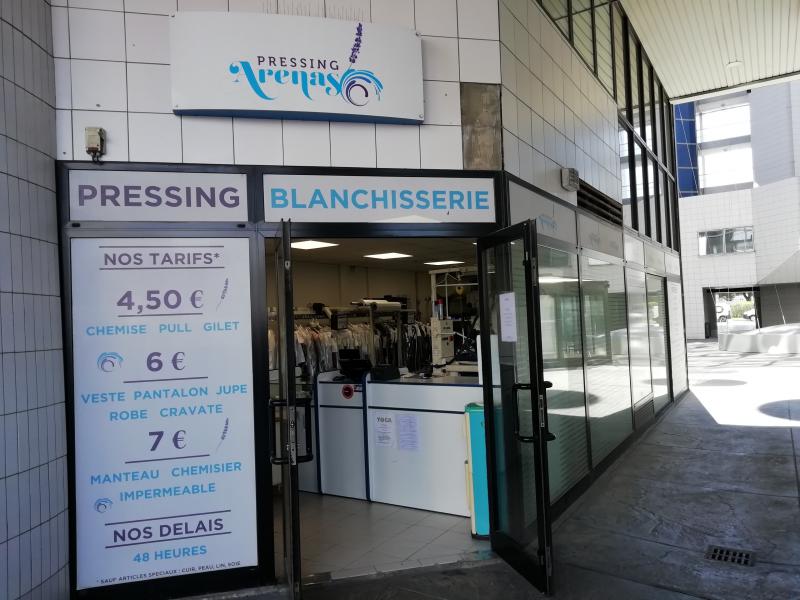 PRESSING
Arenas
PRESSING
BLANCHISSERIE
NOS TARIFS*
4,50 €
CHEMISE PULL GILET
6 €
VESTE PANTALON JUPE
ROBE CRAVATE
7 €
MANTEAU CHEMISIER
IMPERMEABLE
NOS DELAIS
48 HEURES
* SAUF ARTICLES SPECIAUX : CUIR, PEAU, LIN, SOIE
YOGA